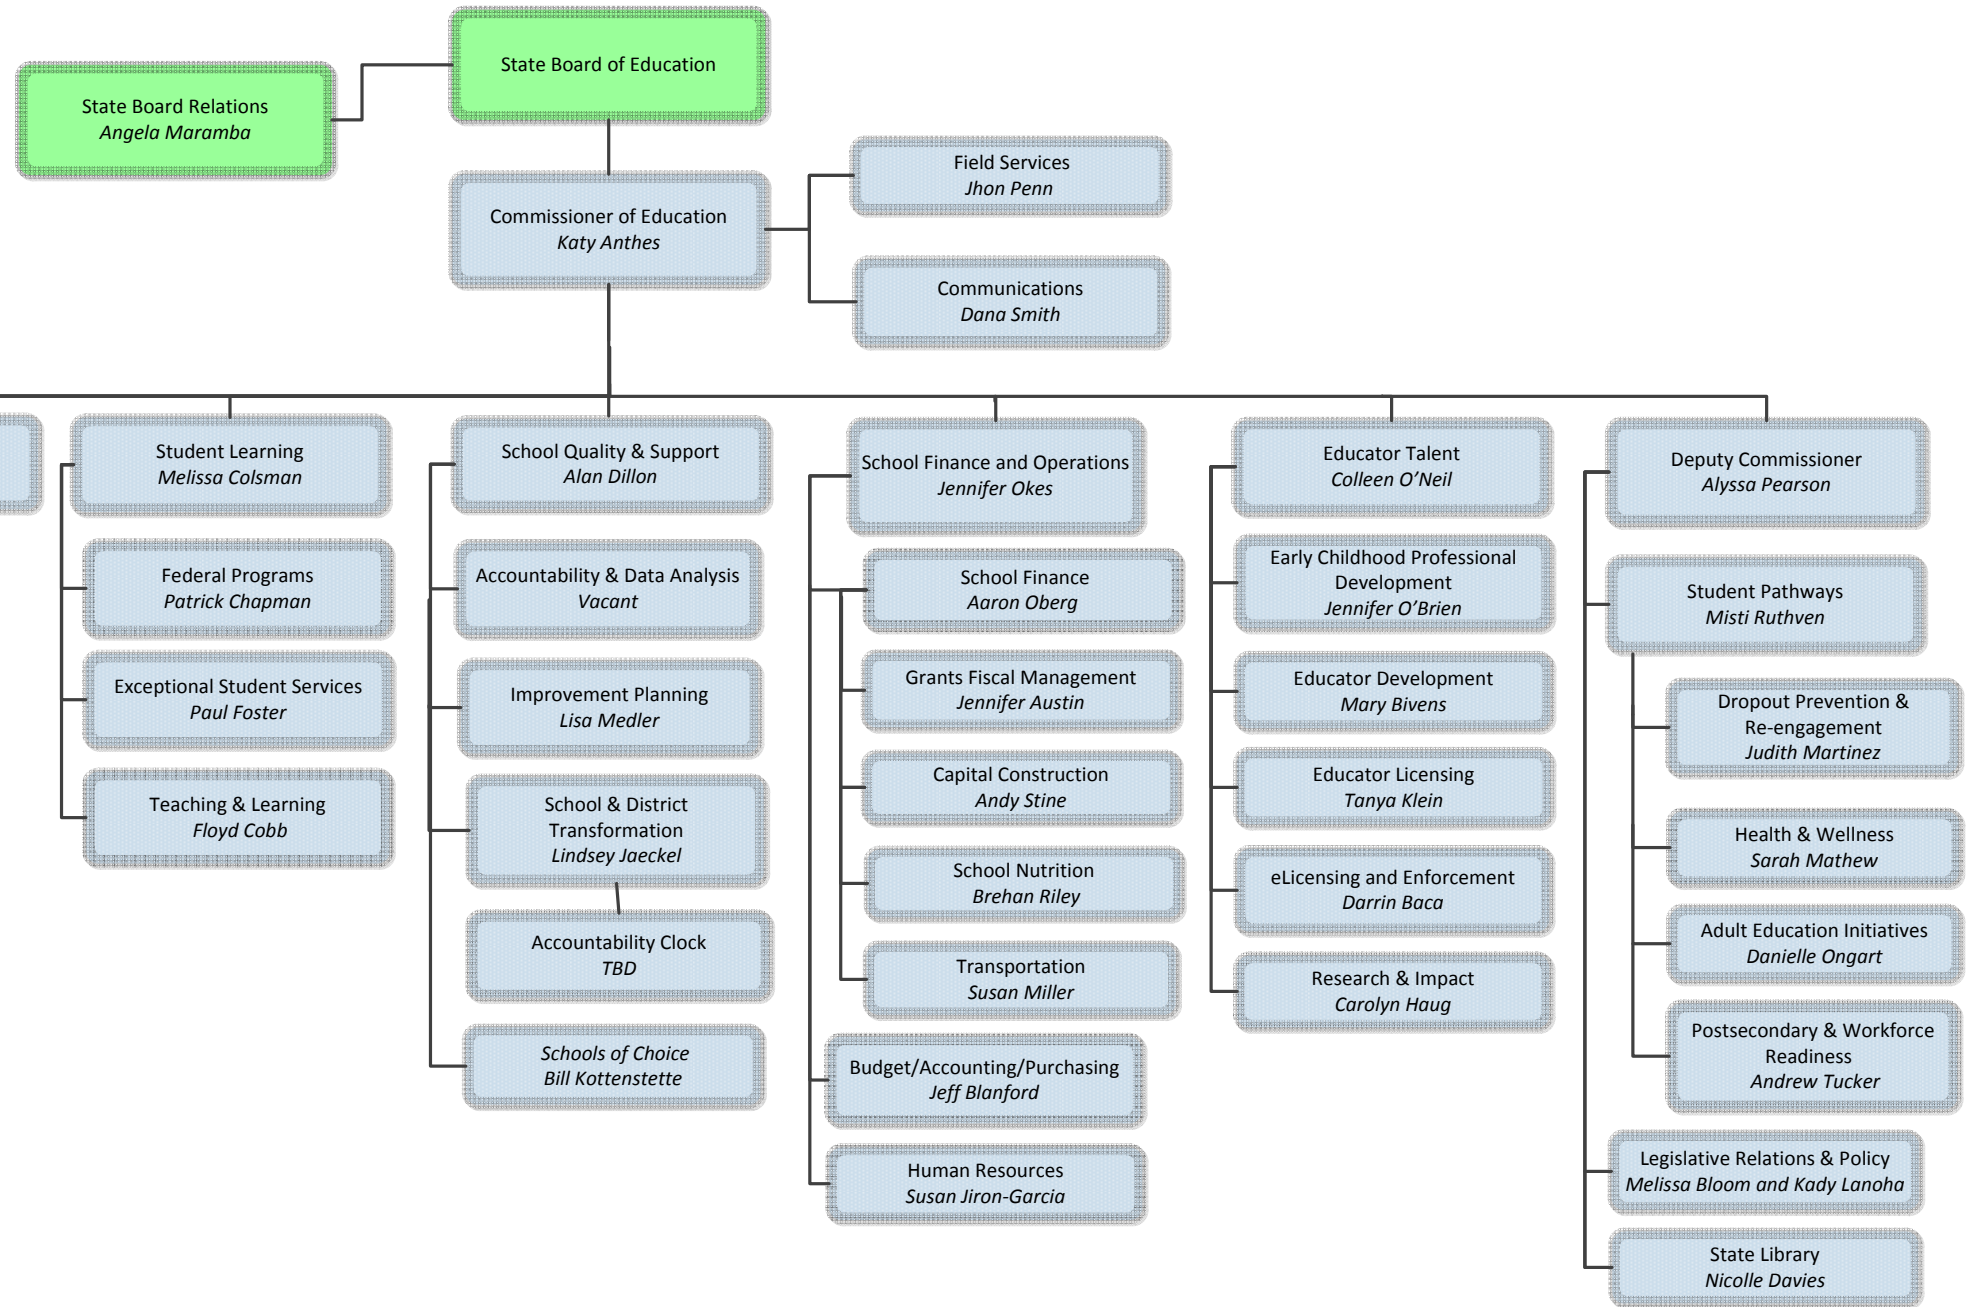 State Board of Education
State Board Relations
Angela Maramba
Commissioner of Education
Katy Anthes
Field Services
Jhon Penn
Communications
Dana Smith
Student Learning
Melissa Colsman
Federal Programs
Patrick Chapman
Exceptional Student Services
Paul Foster
Teaching & Learning
Floyd Cobb
School Quality & Support
Alan Dillon
Accountability & Data Analysis
Vacant
Improvement Planning
Lisa Medler
School & District
Transformation
Lindsey Jaeckel
Accountability Clock
TBD
Schools of Choice
Bill Kottenstette
School Finance and Operations
Jennifer Okes
School Finance
Aaron Oberg
Grants Fiscal Management
Jennifer Austin
Capital Construction
Andy Stine
School Nutrition
Brehan Riley
Transportation
Susan Miller
Budget/Accounting/Purchasing
Jeff Blanford
Human Resources
Susan Jiron-Garcia
Educator Talent
Colleen O’Neil
Early Childhood Professional
Development
Jennifer O’Brien
Educator Development
Mary Bivens
Educator Licensing
Tanya Klein
eLicensing and Enforcement
Darrin Baca
Research & Impact
Carolyn Haug
Deputy Commissioner
Alyssa Pearson
Student Pathways
Misti Ruthven
Dropout Prevention &
Re-engagement
Judith Martinez
Health & Wellness
Sarah Mathew
Adult Education Initiatives
Danielle Ongart
Postsecondary & Workforce
Readiness
Andrew Tucker
Legislative Relations & Policy
Melissa Bloom and Kady Lanoha
State Library
Nicolle Davies